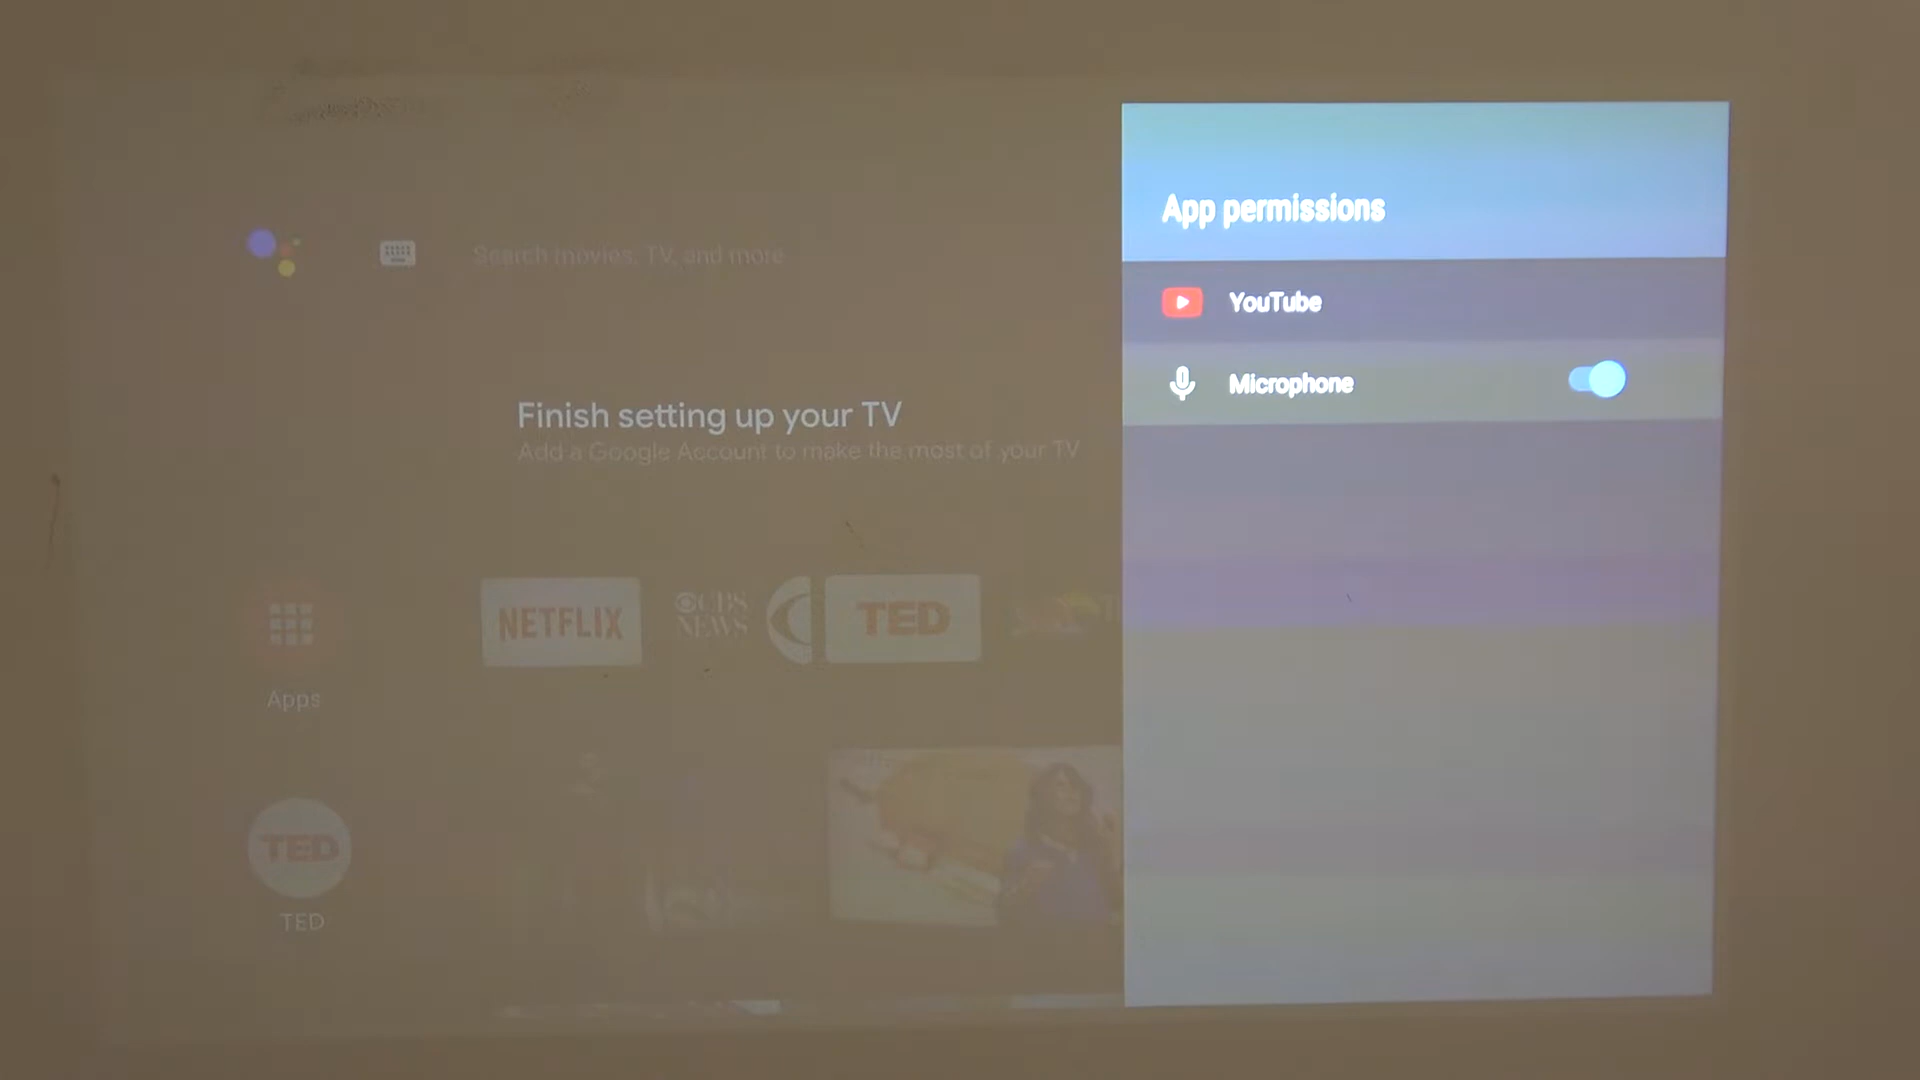 Search movies, TV, and more
Finish setting up your TV
Add a Google Account to make the most of your TV
NETFLIX
CBS NEWS
TED
Apps
TED
TED
App permissions
YouTube
Microphone